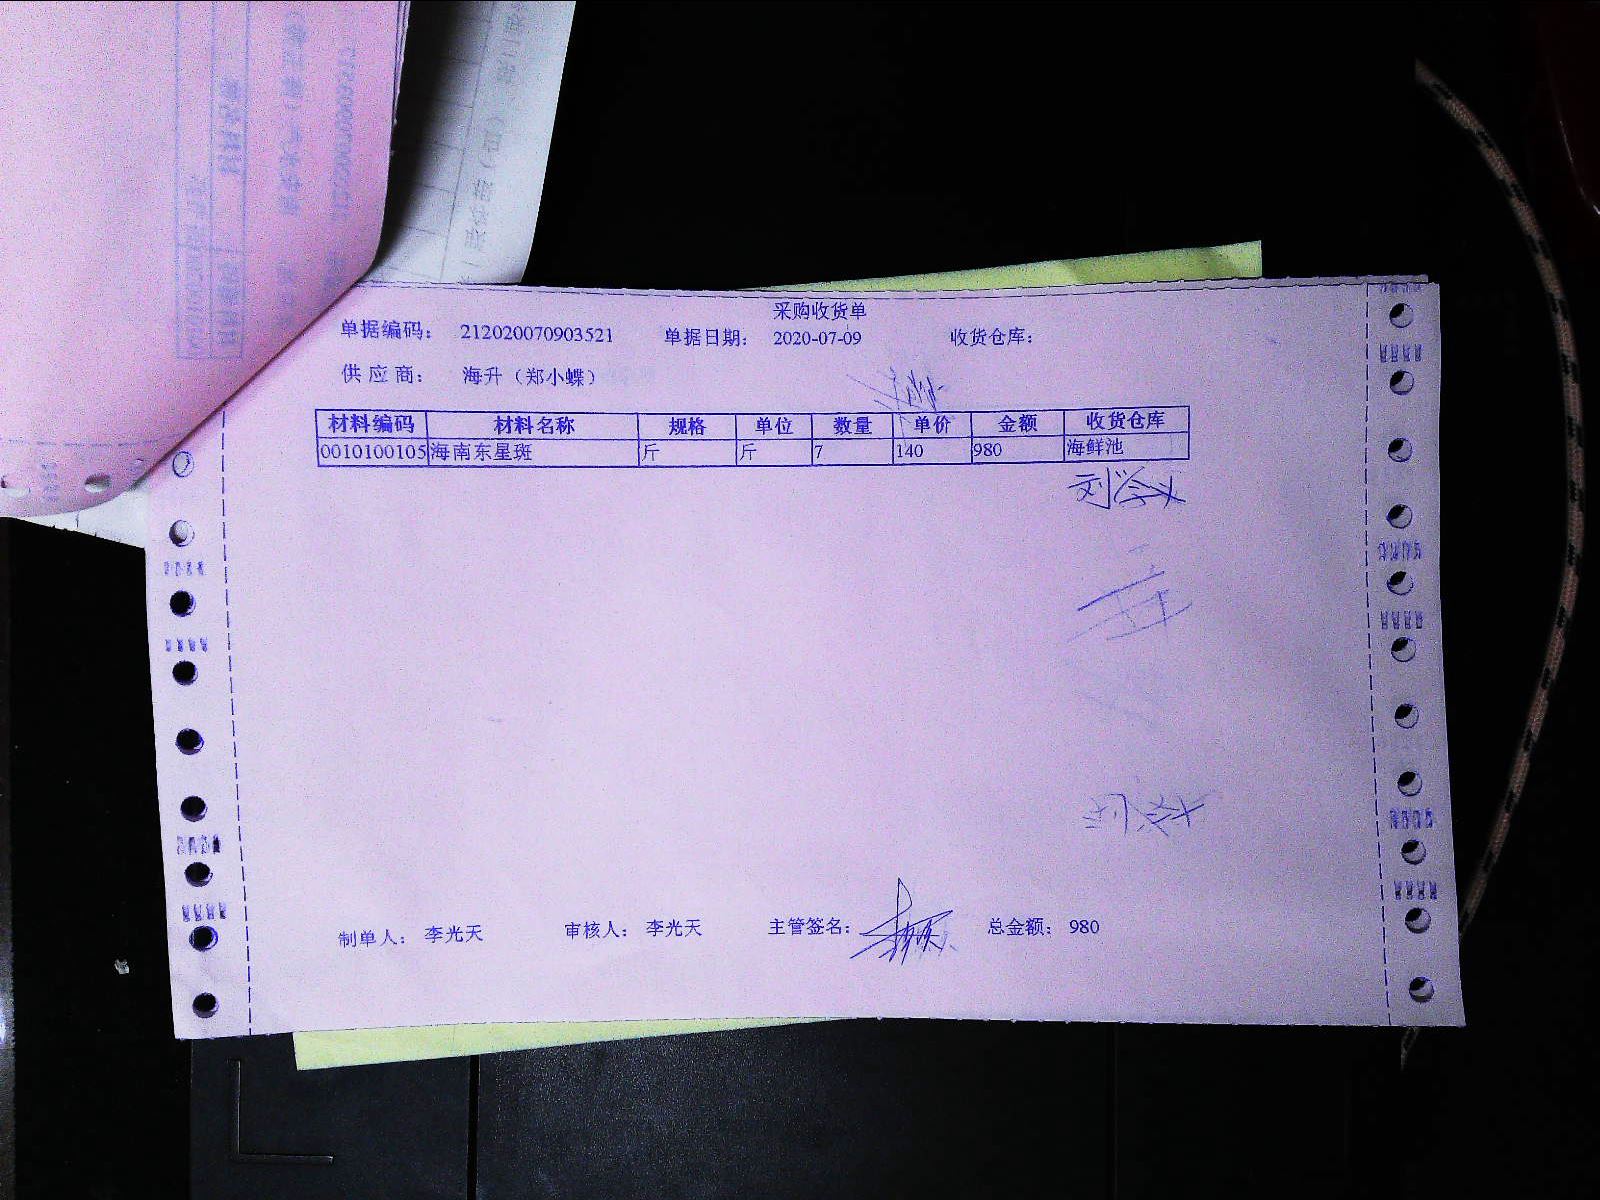 采购收货单
单据编码: 212020070903521 单据日期: 2020-07-09 收货仓库:
供应商: 海升（郑小蝶）
材料编码 材料名称 规格 单位 数量 单价 金额 收货仓库
0010100105 海南东星斑 斤 斤 7 140 980 海鲜池
制单人: 李光天 审核人: 李光天 主管签名: 总金额: 980